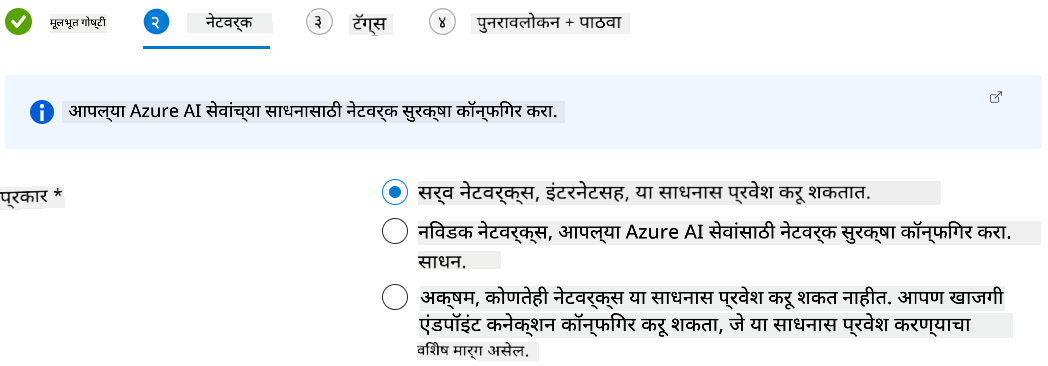 मूलभूत गोष्टी २ नेटवर्क ३ टॅग्स ४ पुनरावलोकन + पाठवा
आपल्या Azure AI सेवांच्या साधनासाठी नेटवर्क सुरक्षा कॉन्फिगर करा.
प्रकार *
सर्व नेटवर्क्स, इंटरनेटसह, या साधनास प्रवेश करू शकतात.
निवडक नेटवर्क्स, आपल्या Azure AI सेवांसाठी नेटवर्क सुरक्षा कॉन्फिगर करा.
साधन.
अक्षम, कोणतेही नेटवर्क्स या साधनास प्रवेश करू शकत नाहीत. आपण खाजगी
एंडपॉइंट कनेक्शन कॉन्फिगर करू शकता, जे या साधनास प्रवेश करण्याचा
विशेष मार्ग असेल.